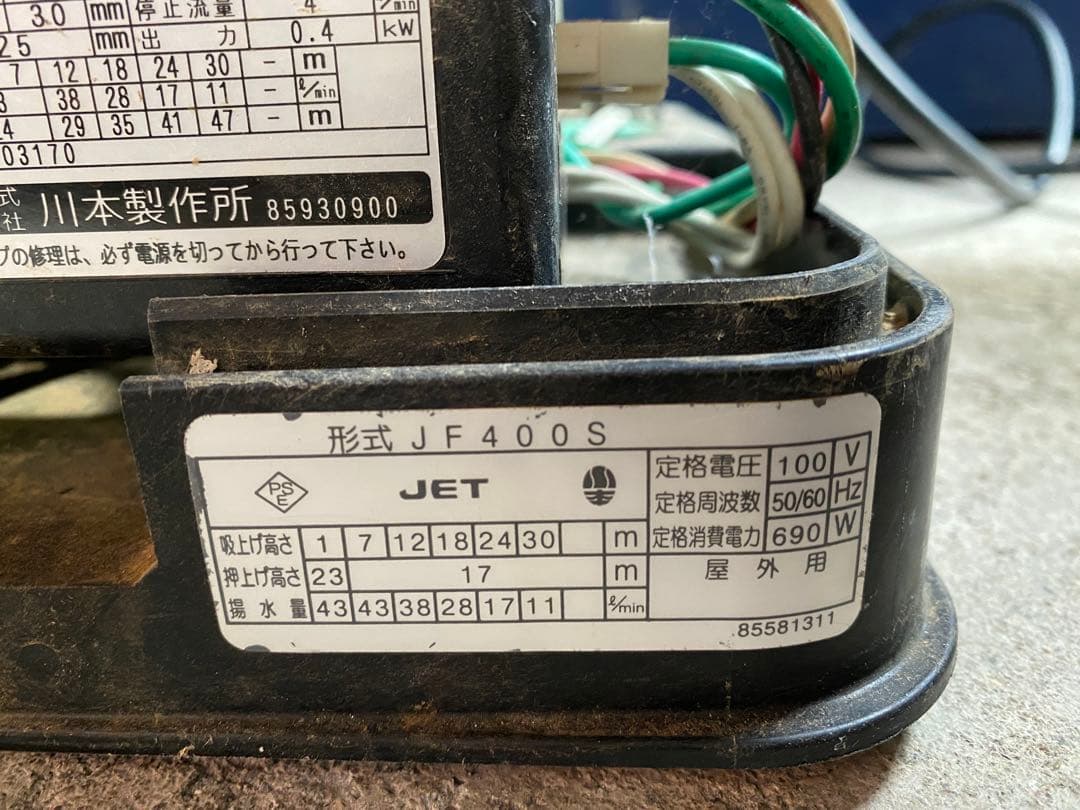 30 mm 停止流量 4 ℓ/min
25 mm 出力 0.4 kW
7 12 18 24 30 - m
38 28 17 11 - ℓ/min
29 35 41 47 - m
03170
川本製作所 85930900
プの修理は、必ず電源を切ってから行って下さい。
形式 JF400S
PSE JET
定格電圧 100 V
定格周波数 50/60 Hz
定格消費電力 690 W
屋外用
吸上げ高さ 1 7 12 18 24 30 m
押上げ高さ 23 17 m
揚水量 43 43 38 28 17 11 ℓ/min
85581311